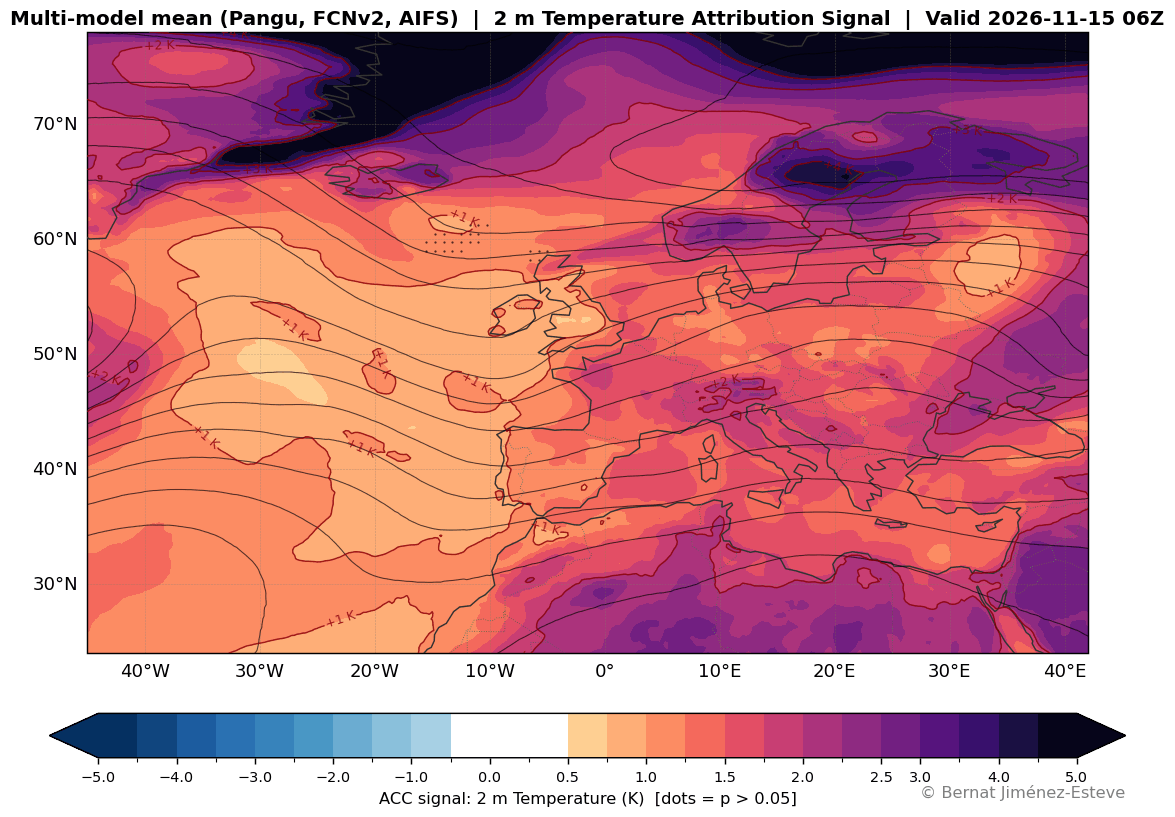 Multi-model mean (Pangu, FCNv2, AIFS) | 2 m Temperature Attribution Signal | Valid 2026-11-15 06Z
+2 K
70°N
+2 K
+1 K
60°N
+1 K
+1 K
+1 K
+1 K
50°N
+2 K
+2 K
+1 K
+1 K
40°N
+1 K
30°N
+1 K
40°W
30°W
20°W
10°W
0°
10°E
20°E
30°E
40°E
−5.0
−4.0
−3.0
−2.0
−1.0
0.0
0.5
1.0
1.5
2.0
2.5
3.0
4.0
5.0
ACC signal: 2 m Temperature (K) [dots = p > 0.05]
© Bernat Jiménez-Esteve